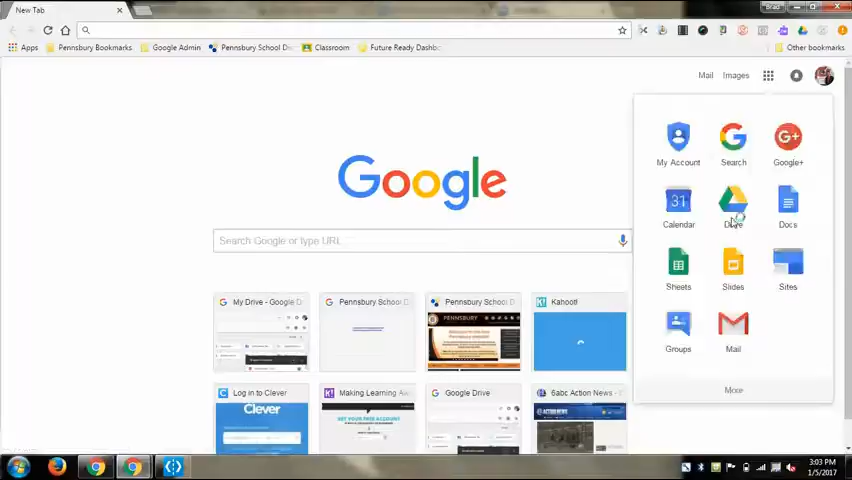 New Tab
Brad
Apps Pennsbury Bookmarks Google Admin Pennsbury School Di Classroom Future Ready Dashbo Other bookmarks
Mail Images
Google
My Account Search Google+
31
Calendar Drive Docs
Search Google or type URL
Sheets Slides Sites
My Drive - Google D Pennsbury School D Pennsbury School D Kahoot!
Groups Mail
More
Log in to Clever Making Learning Aw Google Drive 6abc Action News -
Clever
3:03 PM
1/5/2017